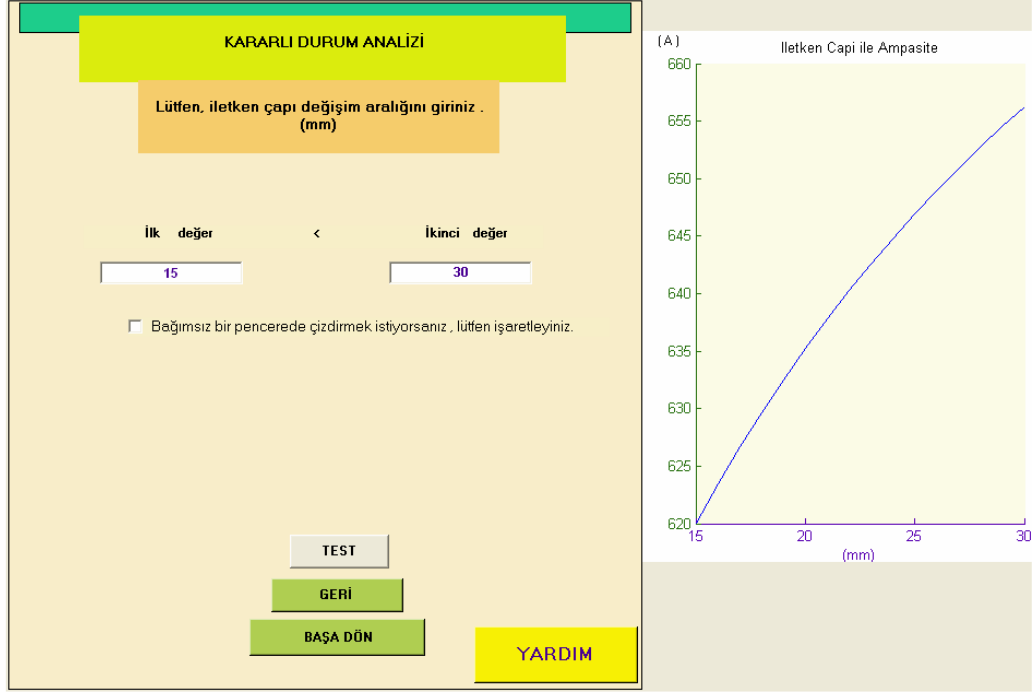 KARARLI DURUM ANALİZİ
Lütfen, iletken çapı değişim aralığını giriniz .
(mm)
İlk değer < İkinci değer
15 30
Bağımsız bir pencerede çizdirmek istiyorsanız , lütfen işaretleyiniz.
TEST
GERİ
BAŞA DÖN
YARDIM
(A)
Iletken Capi ile Ampasite
660
655
650
645
640
635
630
625
620
15 20 25 30
(mm)